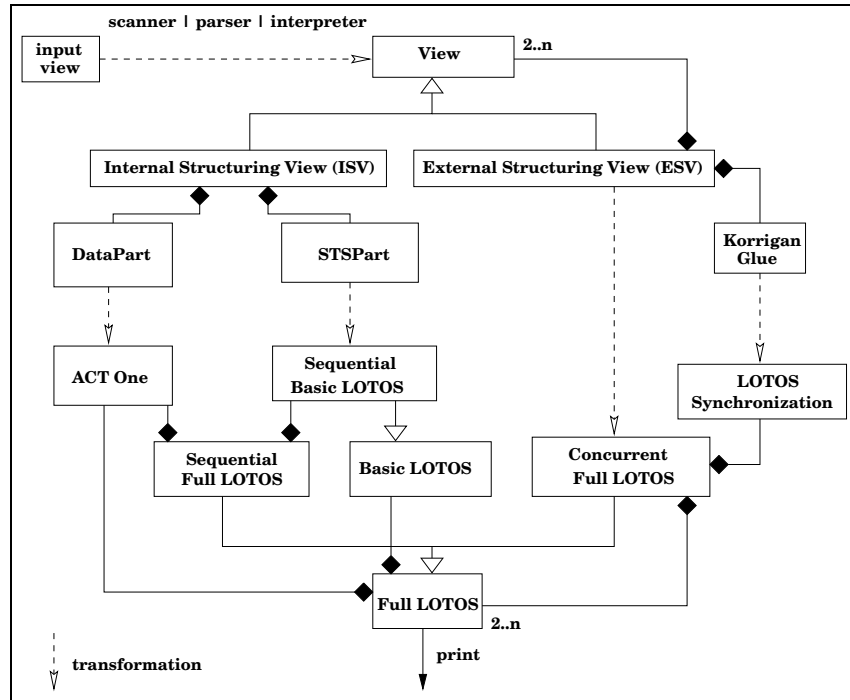 scanner | parser | interpreter
input
view
View
2..n
Internal Structuring View (ISV)
External Structuring View (ESV)
DataPart
STSPart
Korrigan
Glue
ACT One
Sequential
Basic LOTOS
LOTOS
Synchronization
Sequential
Full LOTOS
Basic LOTOS
Concurrent
Full LOTOS
Full LOTOS
2..n
print
transformation